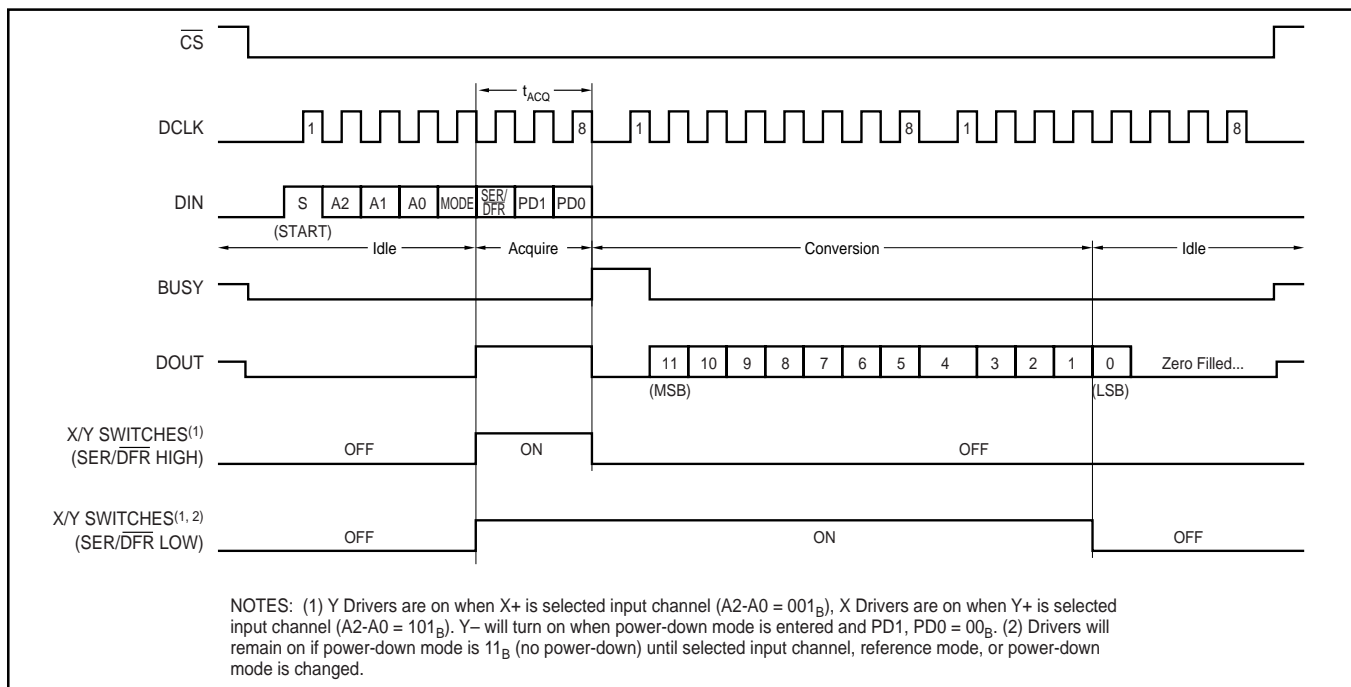 CS
tACQ
DCLK 1 8 1 8 1 8
DIN S A2 A1 A0 MODE SER/DFR PD1 PD0
(START)
Idle Acquire Conversion Idle
BUSY
DOUT 11 10 9 8 7 6 5 4 3 2 1 0 Zero Filled...
(MSB) (LSB)
X/Y SWITCHES(1)
(SER/DFR HIGH) OFF ON OFF
X/Y SWITCHES(1, 2)
(SER/DFR LOW) OFF ON OFF
NOTES: (1) Y Drivers are on when X+ is selected input channel (A2-A0 = 001B), X Drivers are on when Y+ is selected
input channel (A2-A0 = 101B). Y– will turn on when power-down mode is entered and PD1, PD0 = 00B. (2) Drivers will
remain on if power-down mode is 11B (no power-down) until selected input channel, reference mode, or power-down
mode is changed.